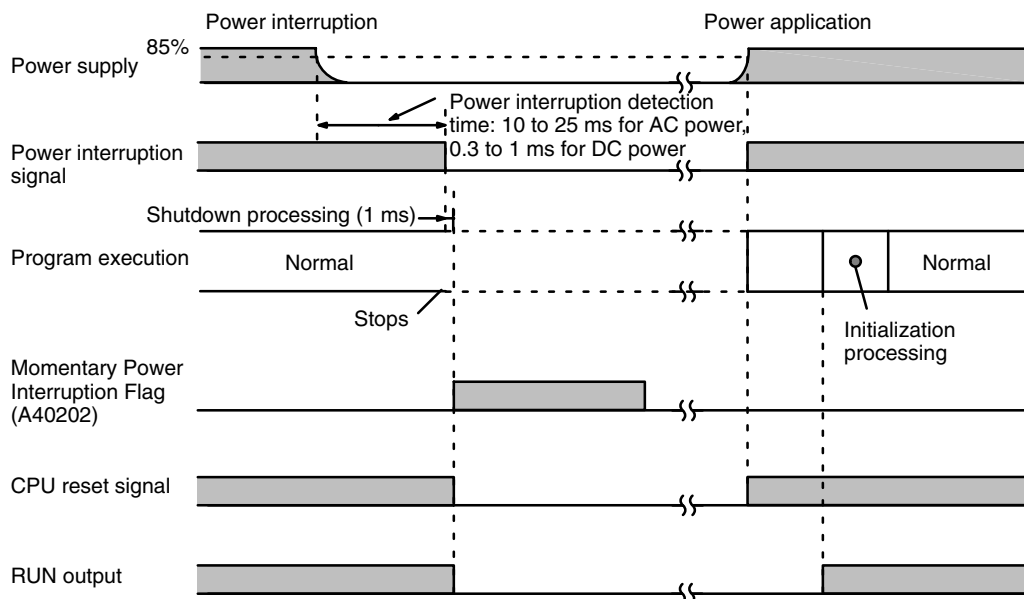 Power interruption
Power application
85%
Power supply
Power interruption detection
time: 10 to 25 ms for AC power,
0.3 to 1 ms for DC power
Power interruption
signal
Shutdown processing (1 ms)
Program execution
Normal
Normal
Stops
Initialization
processing
Momentary Power
Interruption Flag
(A40202)
CPU reset signal
RUN output